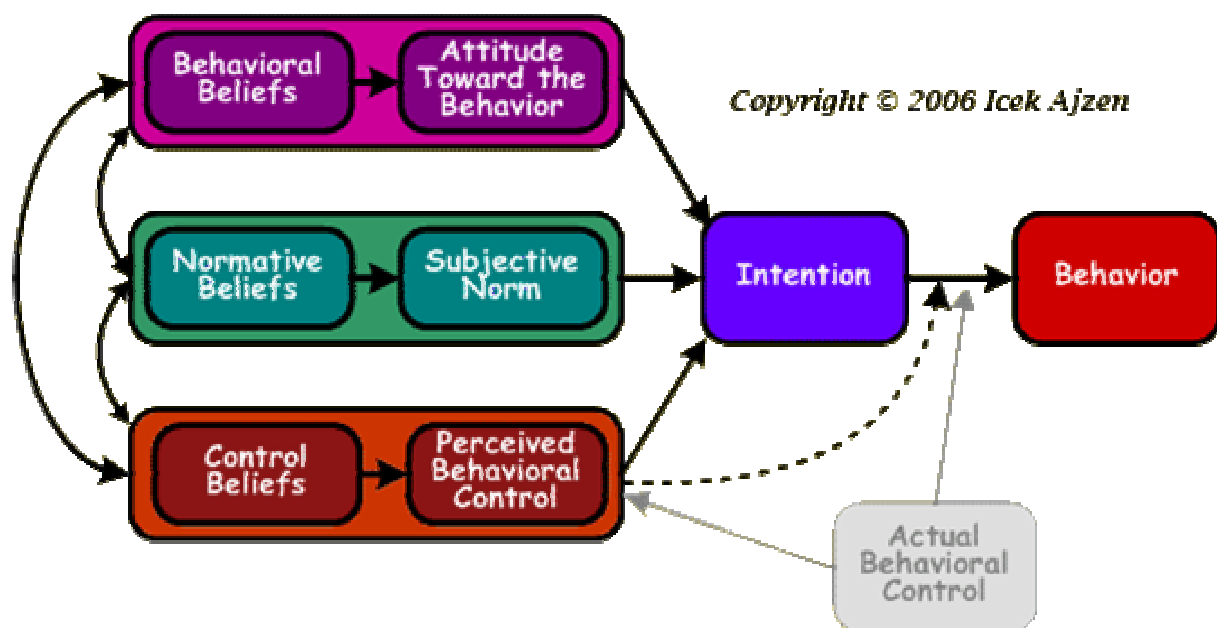 Behavioral
Beliefs
Attitude
Toward the
Behavior
Copyright © 2006 Icek Ajzen
Normative
Beliefs
Subjective
Norm
Intention
Behavior
Control
Beliefs
Perceived
Behavioral
Control
Actual
Behavioral
Control